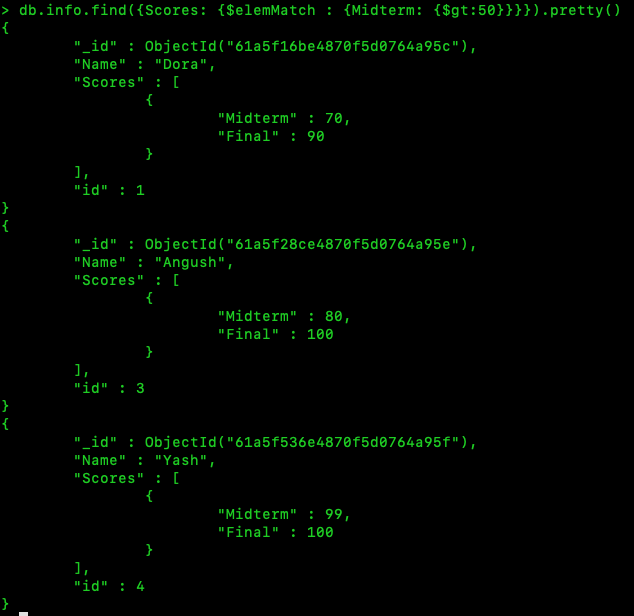 > db.info.find({Scores: {$elemMatch : {Midterm: {$gt:50}}}}).pretty()
{
"_id" : ObjectId("61a5f16be4870f5d0764a95c"),
"Name" : "Dora",
"Scores" : [
{
"Midterm" : 70,
"Final" : 90
}
],
"id" : 1
}
{
"_id" : ObjectId("61a5f28ce4870f5d0764a95e"),
"Name" : "Angush",
"Scores" : [
{
"Midterm" : 80,
"Final" : 100
}
],
"id" : 3
}
{
"_id" : ObjectId("61a5f536e4870f5d0764a95f"),
"Name" : "Yash",
"Scores" : [
{
"Midterm" : 99,
"Final" : 100
}
],
"id" : 4
}